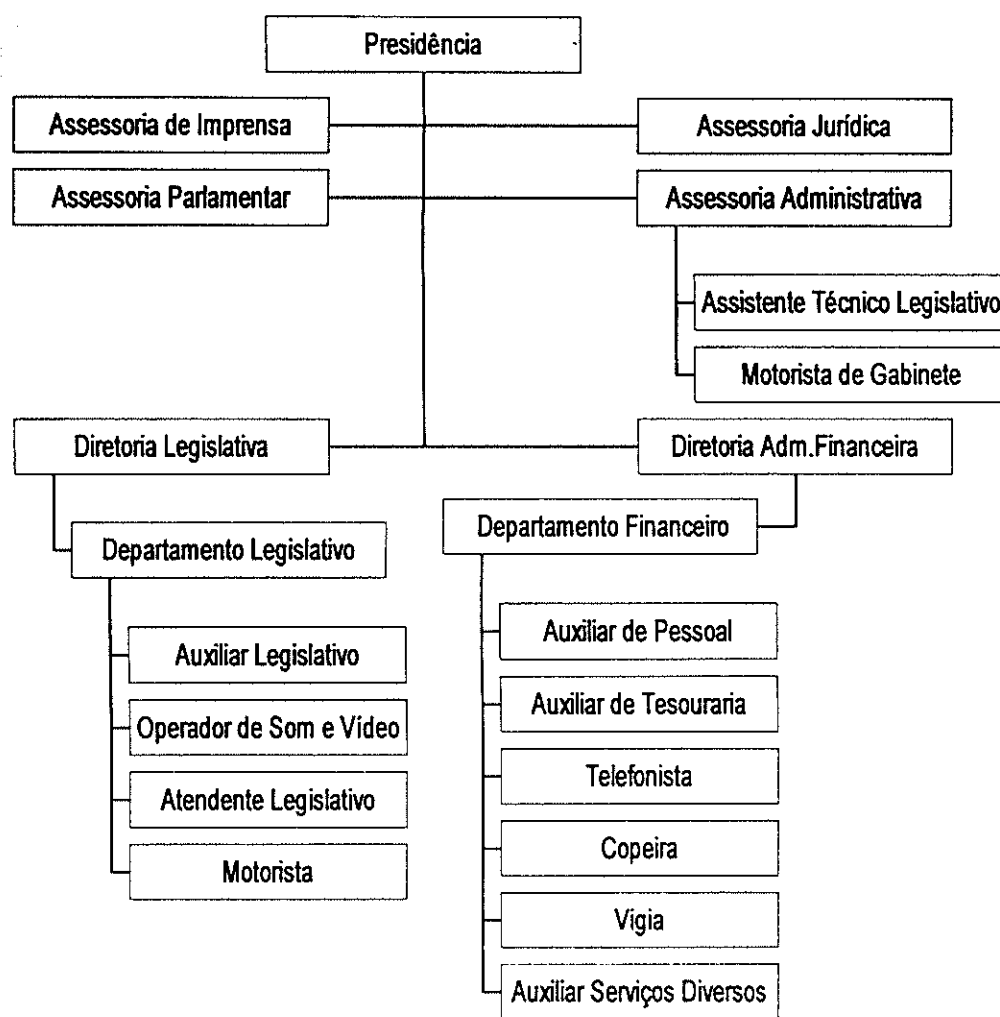 Presidência
Assessoria de Imprensa
Assessoria Jurídica
Assessoria Parlamentar
Assessoria Administrativa
Assistente Técnico Legislativo
Motorista de Gabinete
Diretoria Legislativa
Diretoria Adm.Financeira
Departamento Legislativo
Departamento Financeiro
Auxiliar Legislativo
Operador de Som e Vídeo
Atendente Legislativo
Motorista
Auxiliar de Pessoal
Auxiliar de Tesouraria
Telefonista
Copeira
Vigia
Auxiliar Serviços Diversos